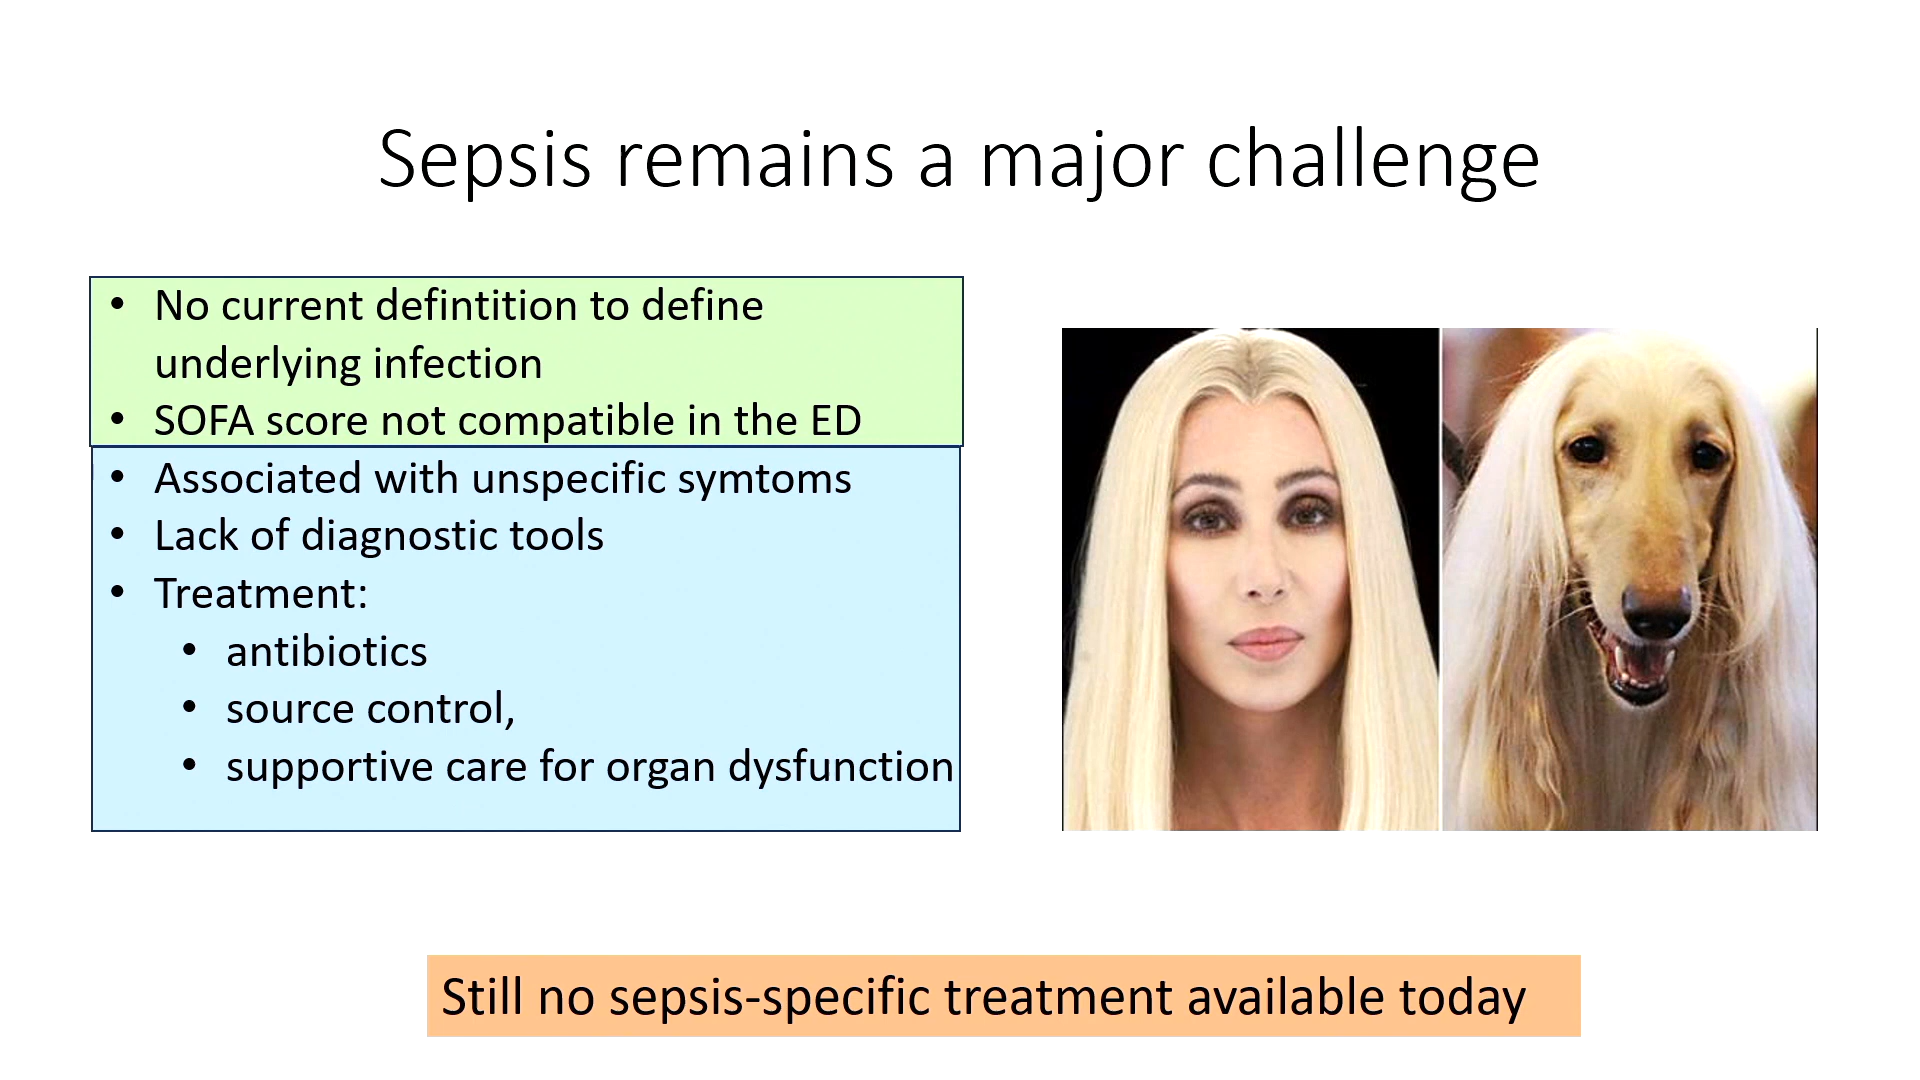 Sepsis remains a major challenge
• No current defintition to define
underlying infection
• SOFA score not compatible in the ED
• Associated with unspecific symtoms
• Lack of diagnostic tools
• Treatment:
• antibiotics
• source control,
• supportive care for organ dysfunction
Still no sepsis-specific treatment available today